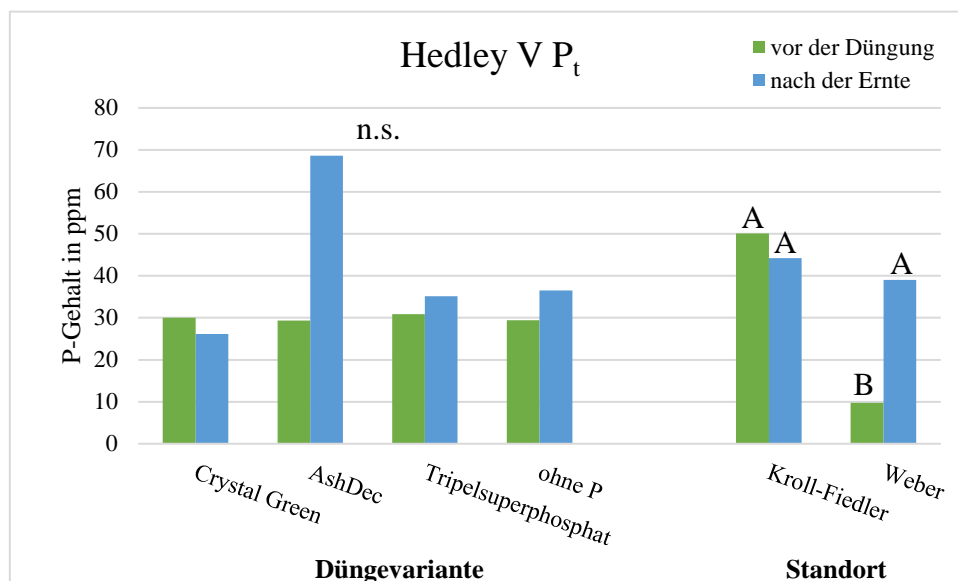 Hedley V Pt
vor der Düngung
nach der Ernte
P-Gehalt in ppm
80
70
60
50
40
30
20
10
0
n.s.
A
A
B
A
Crystal Green
AshDec
Tripelsuperphosphat
ohne P
Kroll-Fiedler
Weber
Düngevariante
Standort